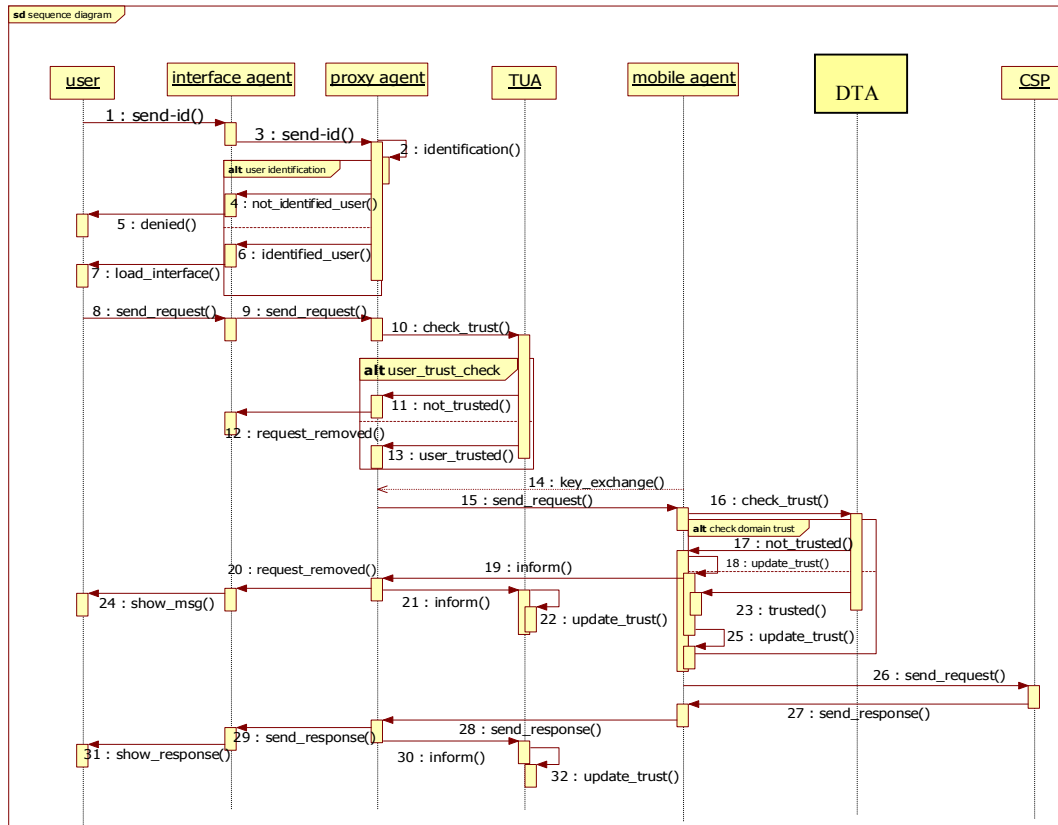 sd sequence diagram
user
interface agent
proxy agent
TUA
mobile agent
DTA
CSP
1 : send-id()
3 : send-id()
2 : identification()
alt user identification
4 : not_identified_user()
5 : denied()
6 : identified_user()
7 : load_interface()
8 : send_request()
9 : send_request()
10 : check_trust()
alt user_trust_check
11 : not_trusted()
12 : request_removed()
13 : user_trusted()
14 : key_exchange()
15 : send_request()
16 : check_trust()
alt check domain trust
17 : not_trusted()
18 : update_trust()
19 : inform()
20 : request_removed()
21 : inform()
22 : update_trust()
23 : trusted()
24 : show_msg()
25 : update_trust()
26 : send_request()
27 : send_response()
28 : send_response()
29 : send_response()
30 : inform()
31 : show_response()
32 : update_trust()